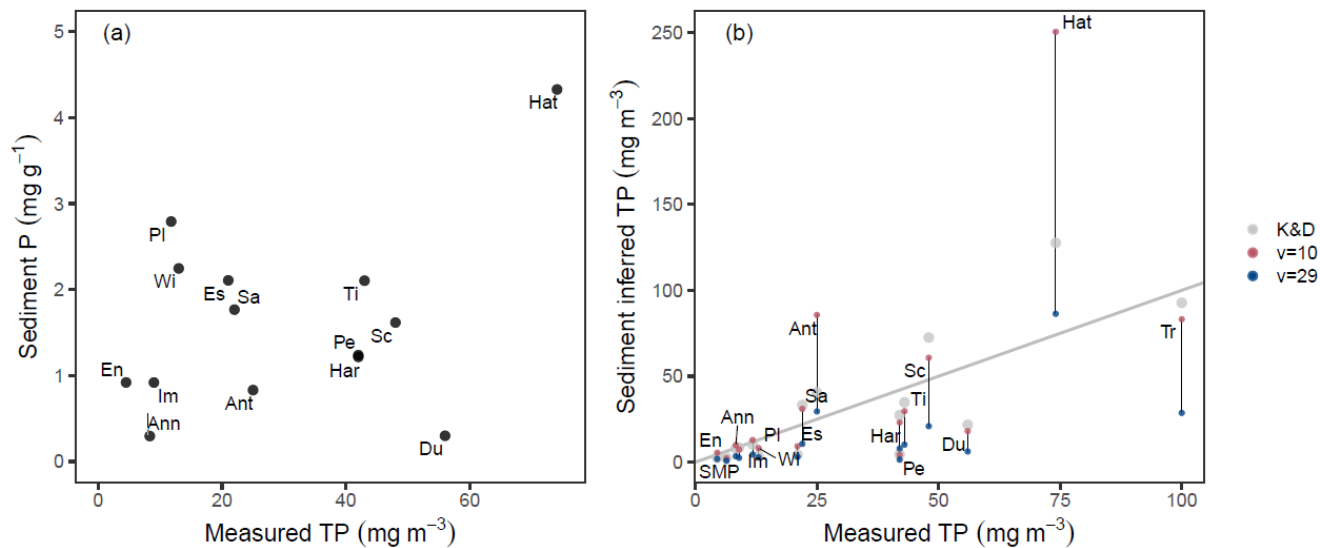 (a)
5
4
3
2
1
0
Sediment P (mg g⁻¹)
Hat
Pl
Wi
Es
Sa
Ti
Sc
Pe
Har
En
Im
Ant
Ann
Du
0
20
40
60
Measured TP (mg m⁻³)
(b)
250
200
150
100
50
0
Sediment inferred TP (mg m⁻³)
Hat
Ant
Tr
Sc
Sa
Ti
Ann
En
Pl
Es
Har
Du
SMP
Im
Wi
Pe
0
25
50
75
100
Measured TP (mg m⁻³)
K&D
v=10
v=29